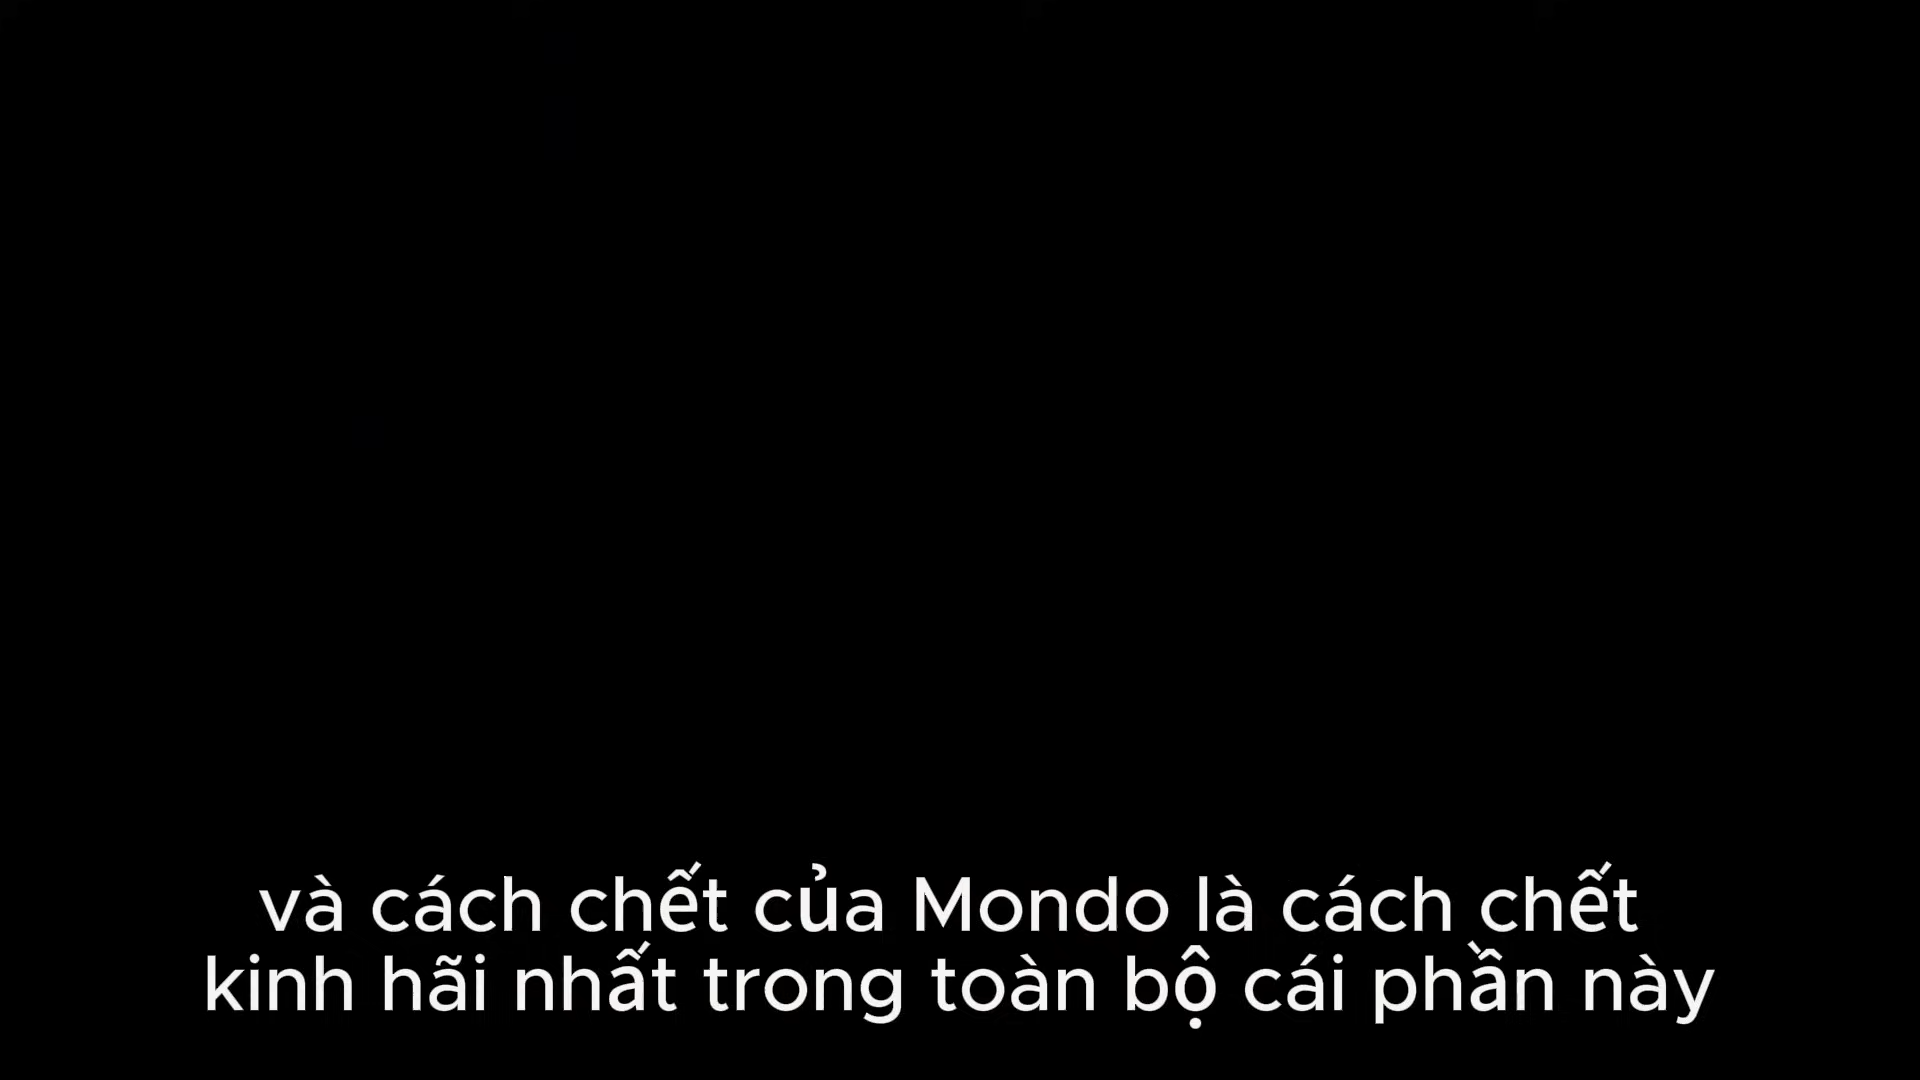 và cách chết của Mondo là cách chết
kinh hãi nhất trong toàn bộ cái phần này